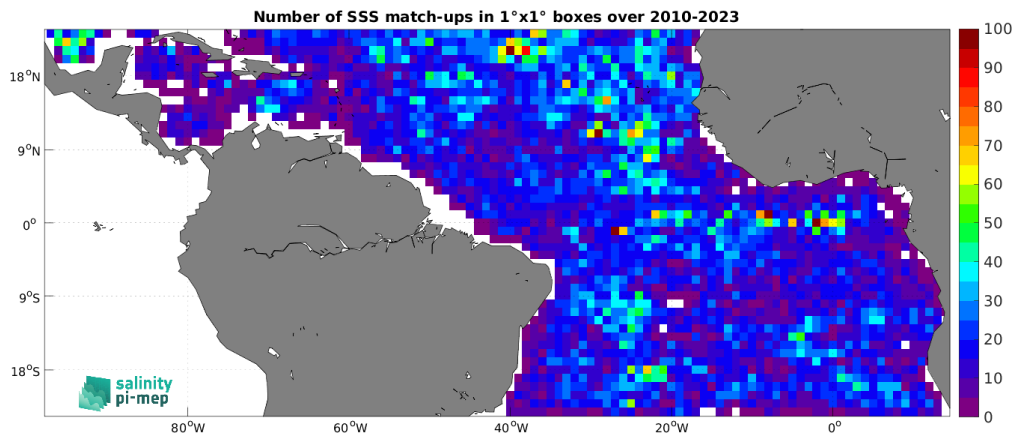 Number of SSS match-ups in 1°x1° boxes over 2010-2023
100
90
80
70
60
50
40
30
20
10
0
18°N
9°N
0°
9°S
18°S
80°W
60°W
40°W
20°W
0°
salinity
pi-mep